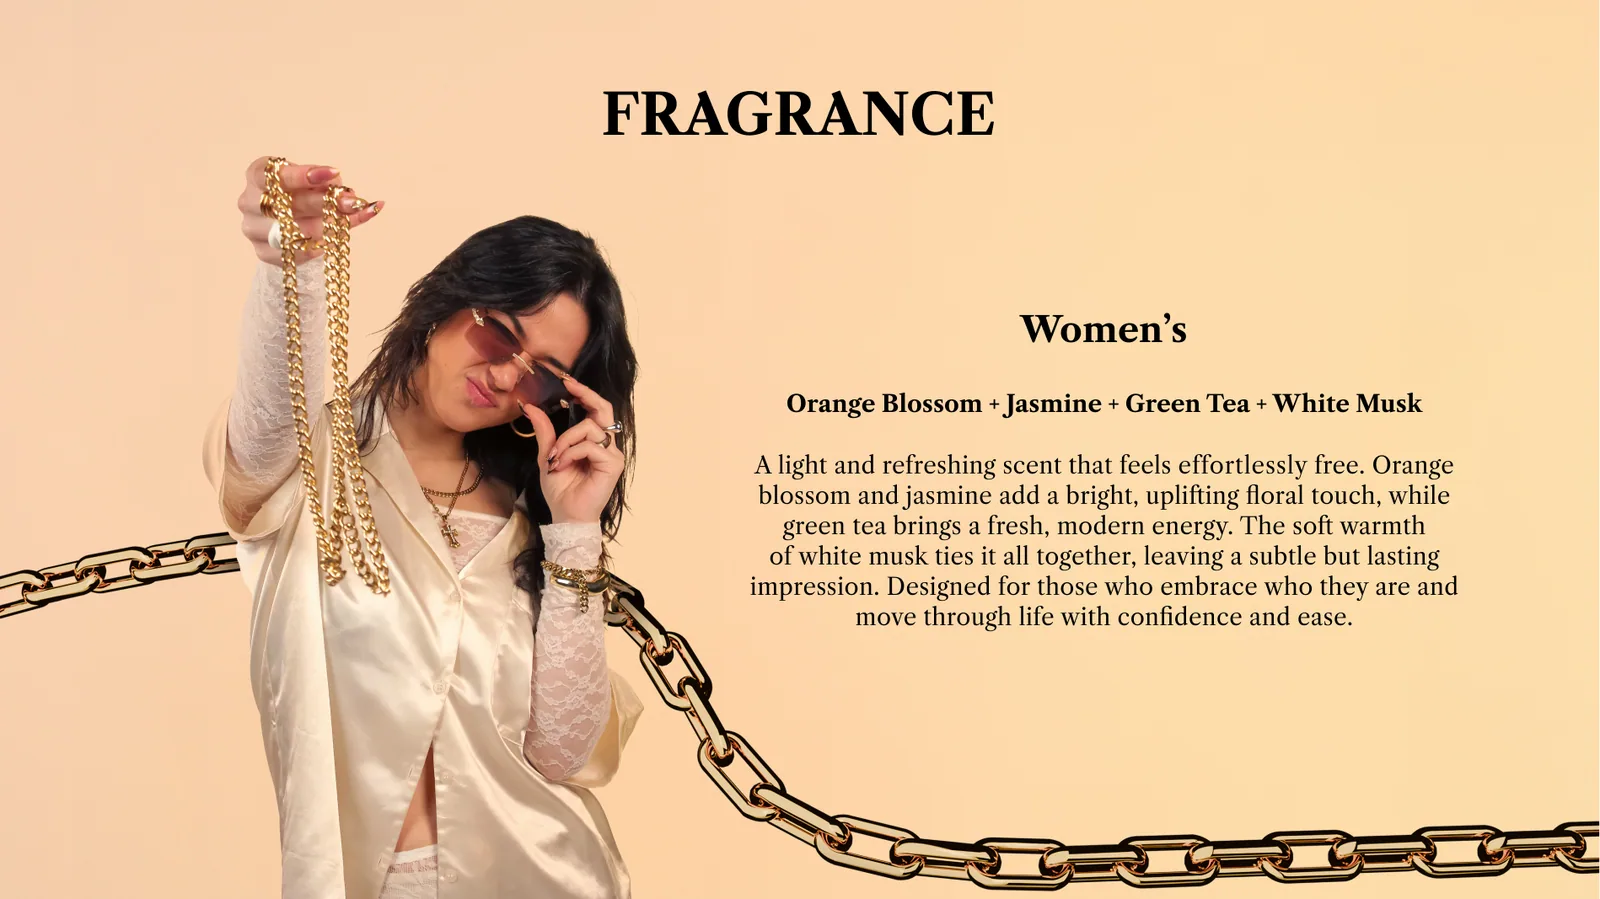 FRAGRANCE
Women’s
Orange Blossom + Jasmine + Green Tea + White Musk
A light and refreshing scent that feels effortlessly free. Orange
blossom and jasmine add a bright, uplifting floral touch, while
green tea brings a fresh, modern energy. The soft warmth
of white musk ties it all together, leaving a subtle but lasting
impression. Designed for those who embrace who they are and
move through life with confidence and ease.